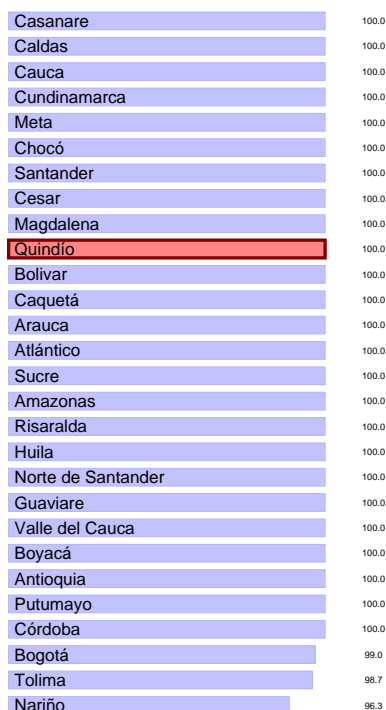 Casanare 100.0
Caldas 100.0
Cauca 100.0
Cundinamarca 100.0
Meta 100.0
Chocó 100.0
Santander 100.0
Cesar 100.0
Magdalena 100.0
Quindío 100.0
Bolivar 100.0
Caquetá 100.0
Arauca 100.0
Atlántico 100.0
Sucre 100.0
Amazonas 100.0
Risaralda 100.0
Huila 100.0
Norte de Santander 100.0
Guaviare 100.0
Valle del Cauca 100.0
Boyacá 100.0
Antioquia 100.0
Putumayo 100.0
Córdoba 100.0
Bogotá 99.0
Tolima 98.7
Nariño 96.3